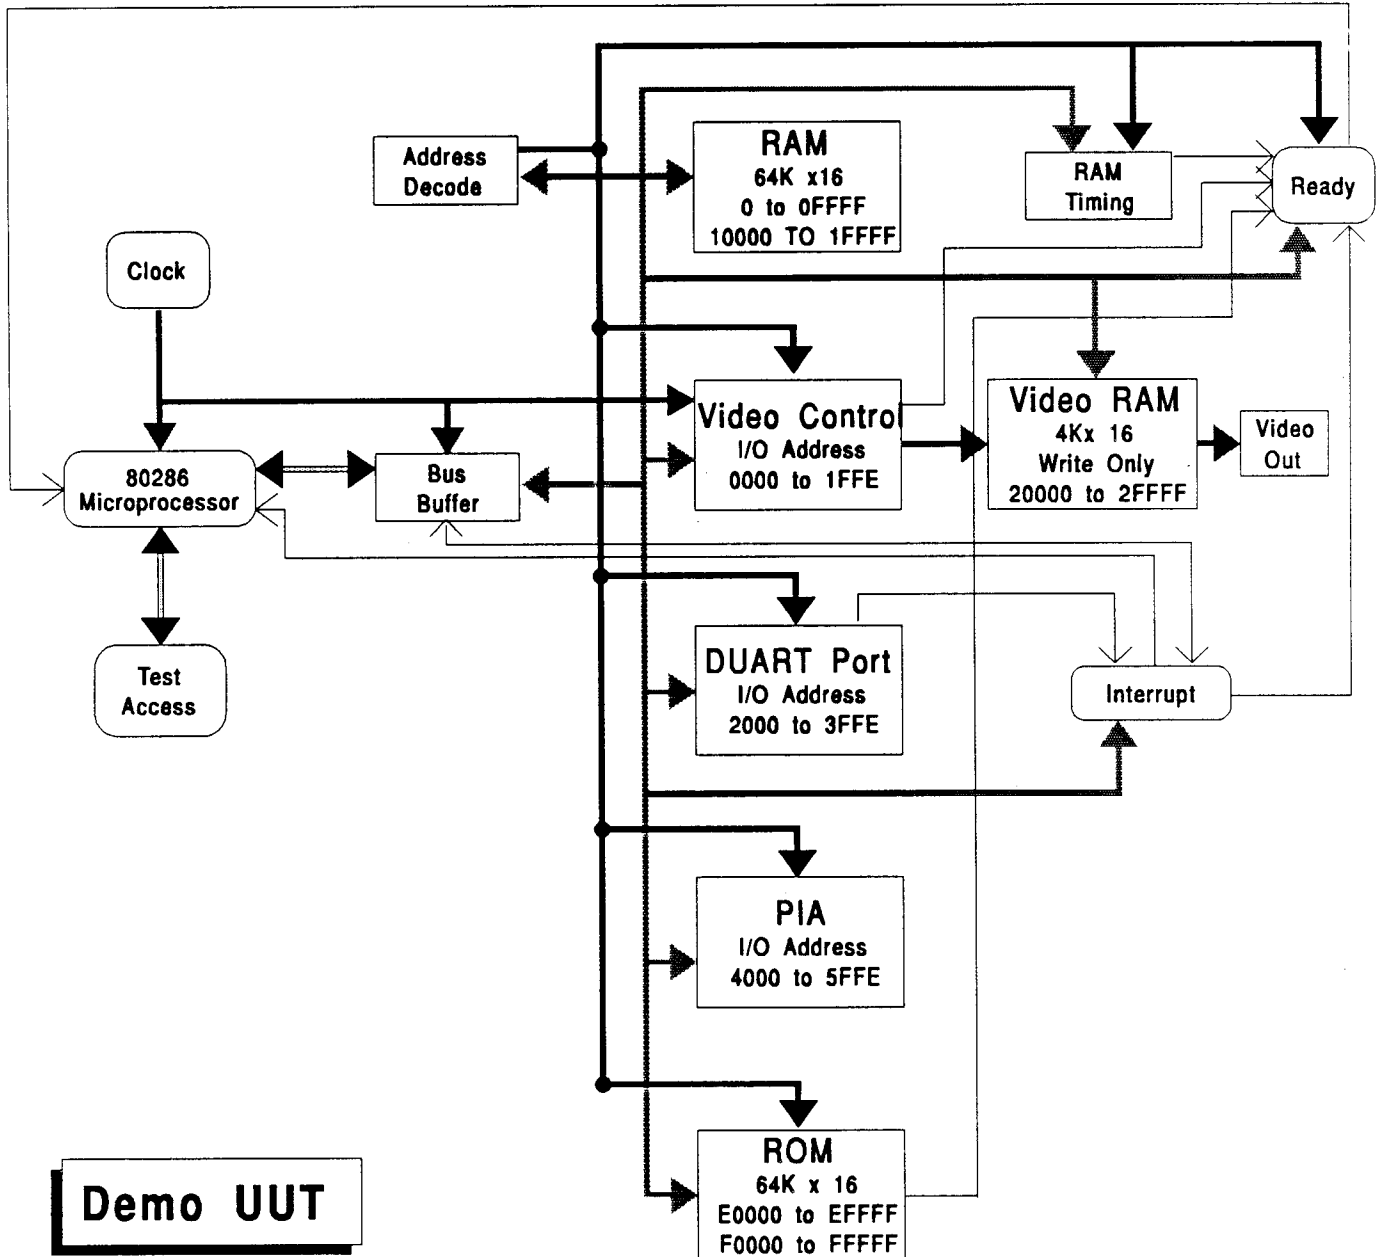 Address
Decode
RAM
64K x16
0 to 0FFFF
10000 TO 1FFFF
RAM
Timing
Ready
Clock
80286
Microprocessor
Bus
Buffer
Video Control
I/O Address
0000 to 1FFE
Video RAM
4Kx 16
Write Only
20000 to 2FFFF
Video
Out
Test
Access
DUART Port
I/O Address
2000 to 3FFE
Interrupt
PIA
I/O Address
4000 to 5FFE
ROM
64K x 16
E0000 to EFFFF
F0000 to FFFFF
Demo UUT